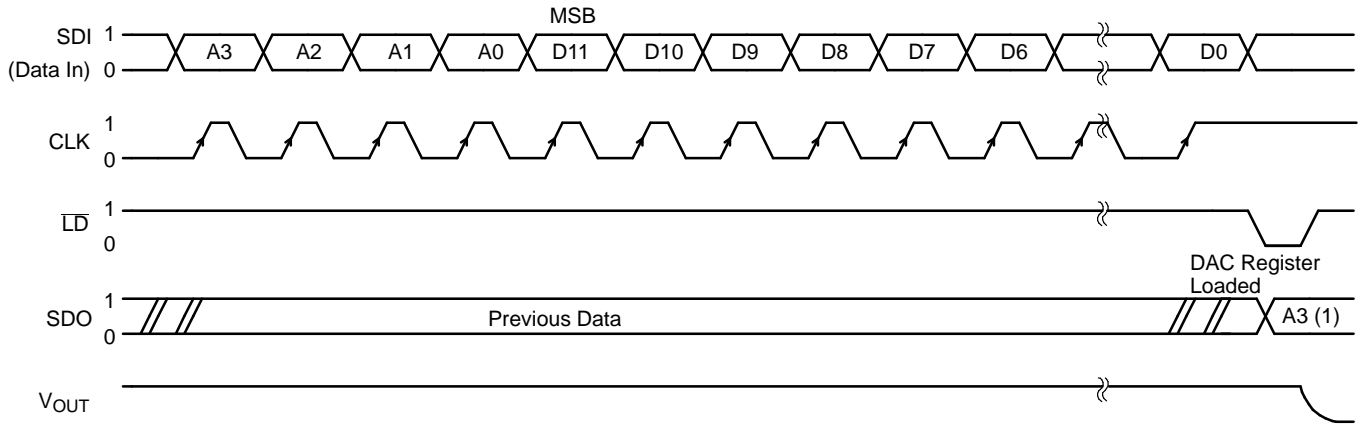 MSB
SDI 1
(Data In) 0
A3 A2 A1 A0 D11 D10 D9 D8 D7 D6 D0
CLK 1
0
LD 1
0
DAC Register
Loaded
SDO 1
0
Previous Data
A3 (1)
VOUT